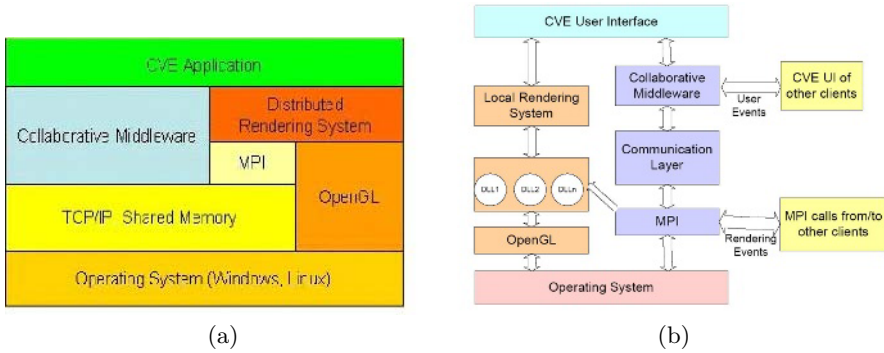 CVE Application
Collaborative Middleware
Distributed
Rendering System
MPI
OpenGL
TCP/IP Shared Memory
Operating System (Windows, Linux)
(a)
CVE User Interface
Local Rendering
System
Collaborative
Middleware
User
Events
CVE UI of
other clients
Communication
Layer
DLL1
DLL2
DLLn
OpenGL
MPI
Rendering
Events
MPI calls from/to
other clients
Operating System
(b)